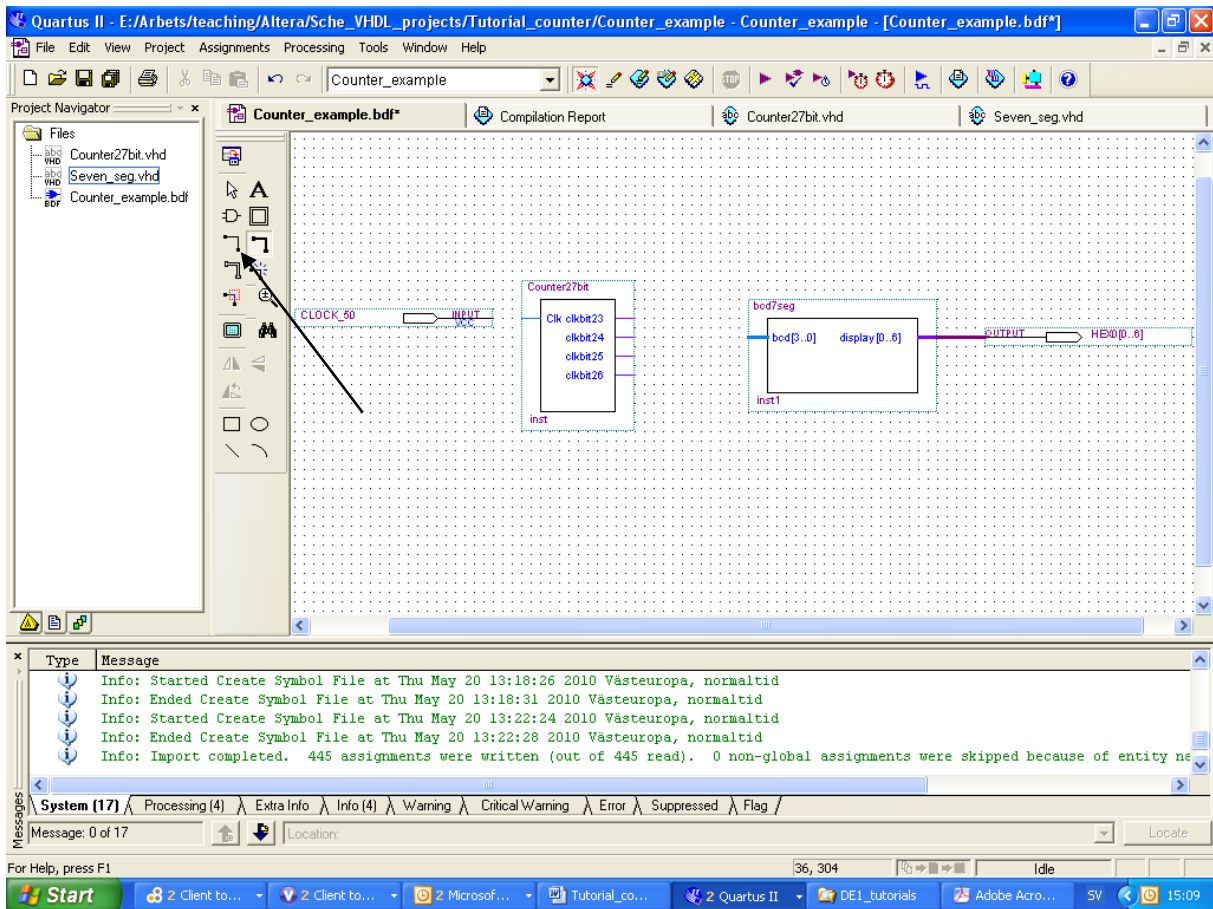 Quartus II - E:/Arbets/teaching/Altera/Sche_VHDL_projects/Tutorial_counter/Counter_example - Counter_example - [Counter_example.bdf*]
File Edit View Project Assignments Processing Tools Window Help
Counter_example
STOP
Project Navigator
Files
abc VHD Counter27bit.vhd
abc VHD Seven_seg.vhd
BDF Counter_example.bdf
Counter_example.bdf*
Compilation Report
abc Counter27bit.vhd
abc Seven_seg.vhd
A
CLOCK_50
INPUT
VCC
Counter27bit
Clk clkbit23
clkbit24
clkbit25
clkbit26
inst
bcd7seg
bcd[3..0] display[0..6]
inst1
OUTPUT
HEX0[0..6]
Type Message
Info: Started Create Symbol File at Thu May 20 13:18:26 2010 Västeuropa, normaltid
Info: Ended Create Symbol File at Thu May 20 13:18:31 2010 Västeuropa, normaltid
Info: Started Create Symbol File at Thu May 20 13:22:24 2010 Västeuropa, normaltid
Info: Ended Create Symbol File at Thu May 20 13:22:28 2010 Västeuropa, normaltid
Info: Import completed. 445 assignments were written (out of 445 read). 0 non-global assignments were skipped because of entity na
System (17) Processing (4) Extra Info Info (4) Warning Critical Warning Error Suppressed Flag
Messages
Message: 0 of 17
Location:
Locate
For Help, press F1
36, 304
Idle
Start
2 Client to...
2 Client to...
2 Microsof...
Tutorial_co...
2 Quartus II
DE1_tutorials
Adobe Acro...
SV
15:09